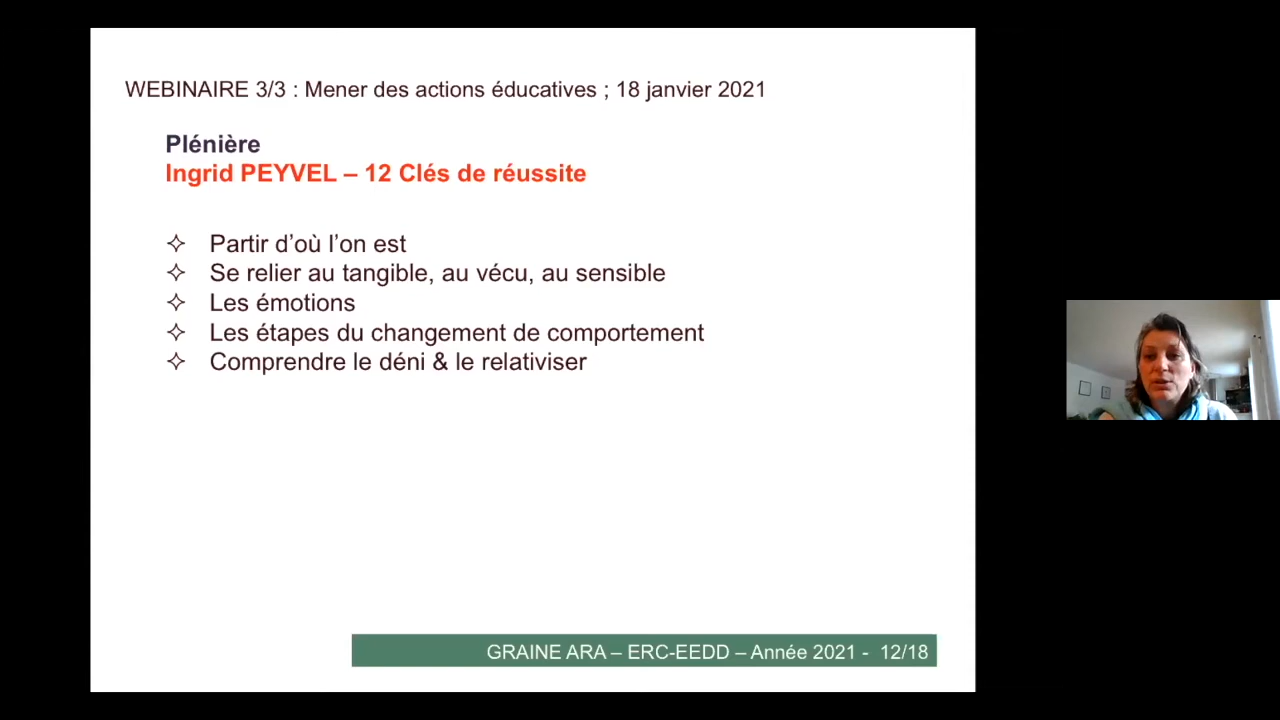 WEBINAIRE 3/3 : Mener des actions éducatives ; 18 janvier 2021
Plénière
Ingrid PEYVEL – 12 Clés de réussite
✧ Partir d’où l’on est
✧ Se relier au tangible, au vécu, au sensible
✧ Les émotions
✧ Les étapes du changement de comportement
✧ Comprendre le déni & le relativiser
GRAINE ARA – ERC-EEDD – Année 2021 - 12/18